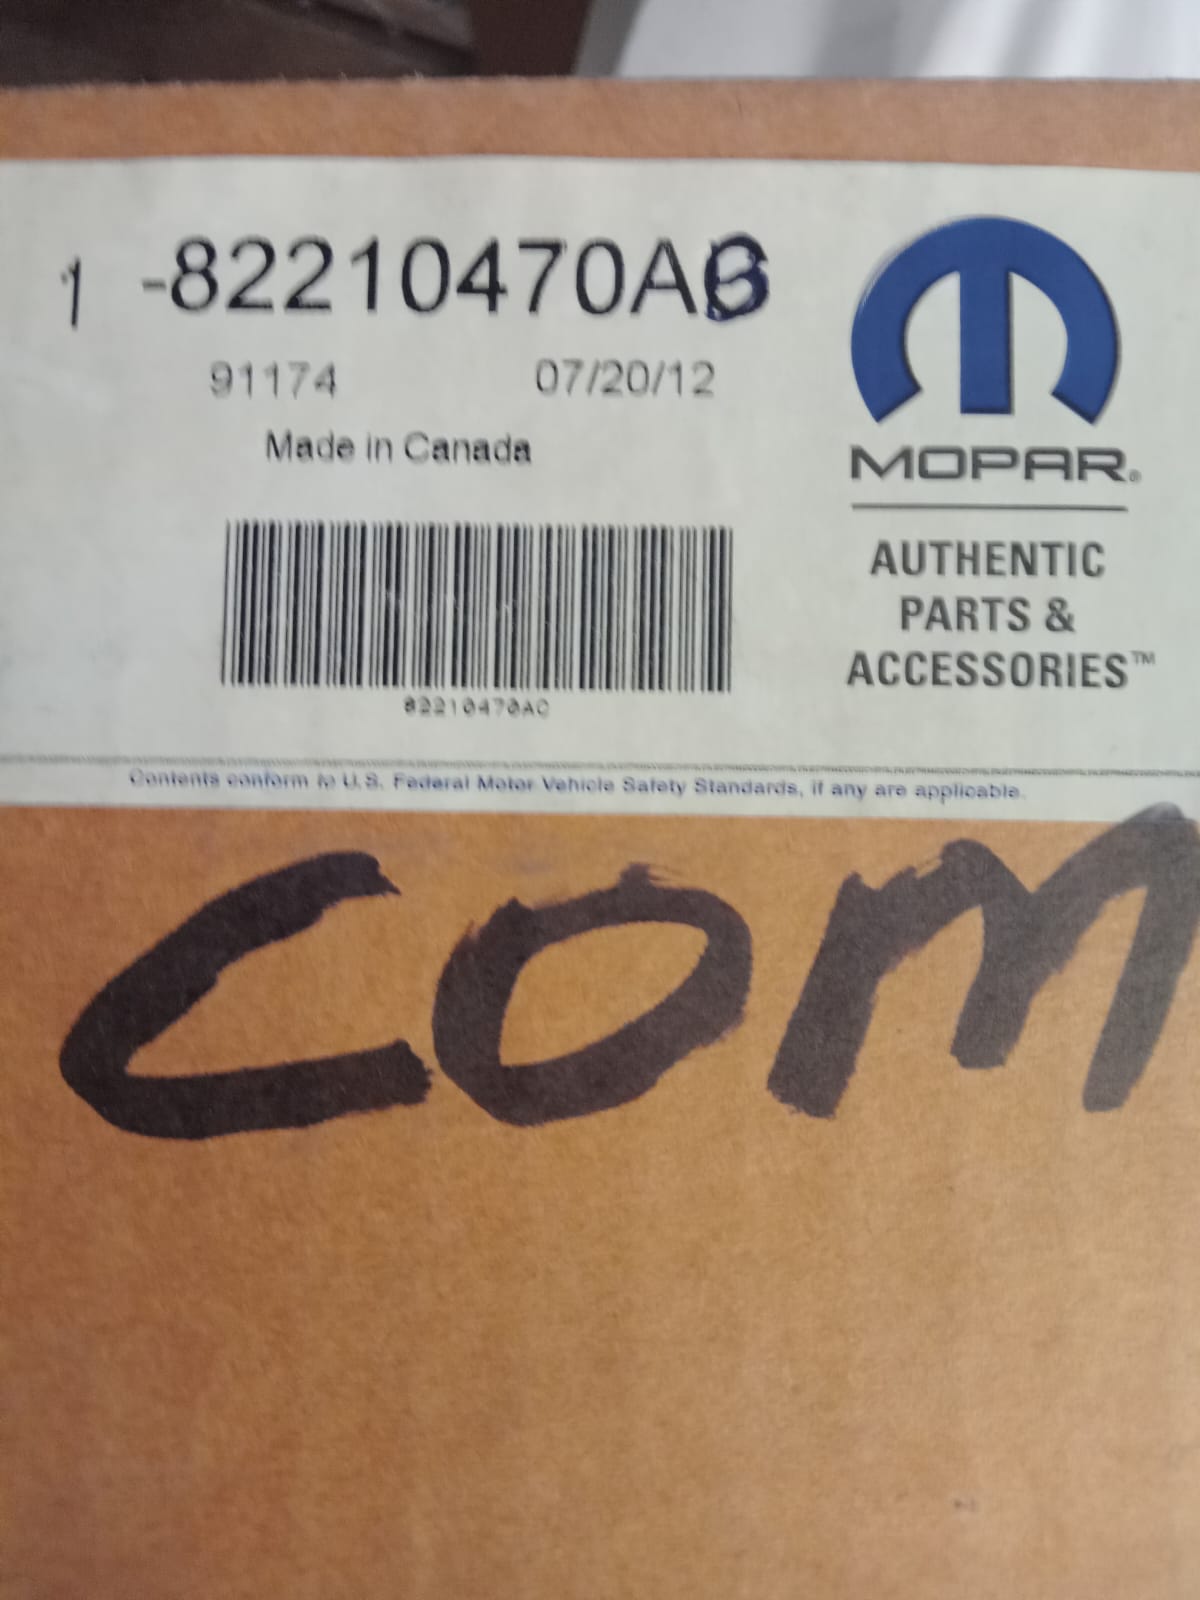 1 -82210470AB
91174 07/20/12
Made in Canada
82210470AC
MOPAR®
AUTHENTIC
PARTS &
ACCESSORIES™
Contents conform to U.S. Federal Motor Vehicle Safety Standards, if any are applicable.
COM